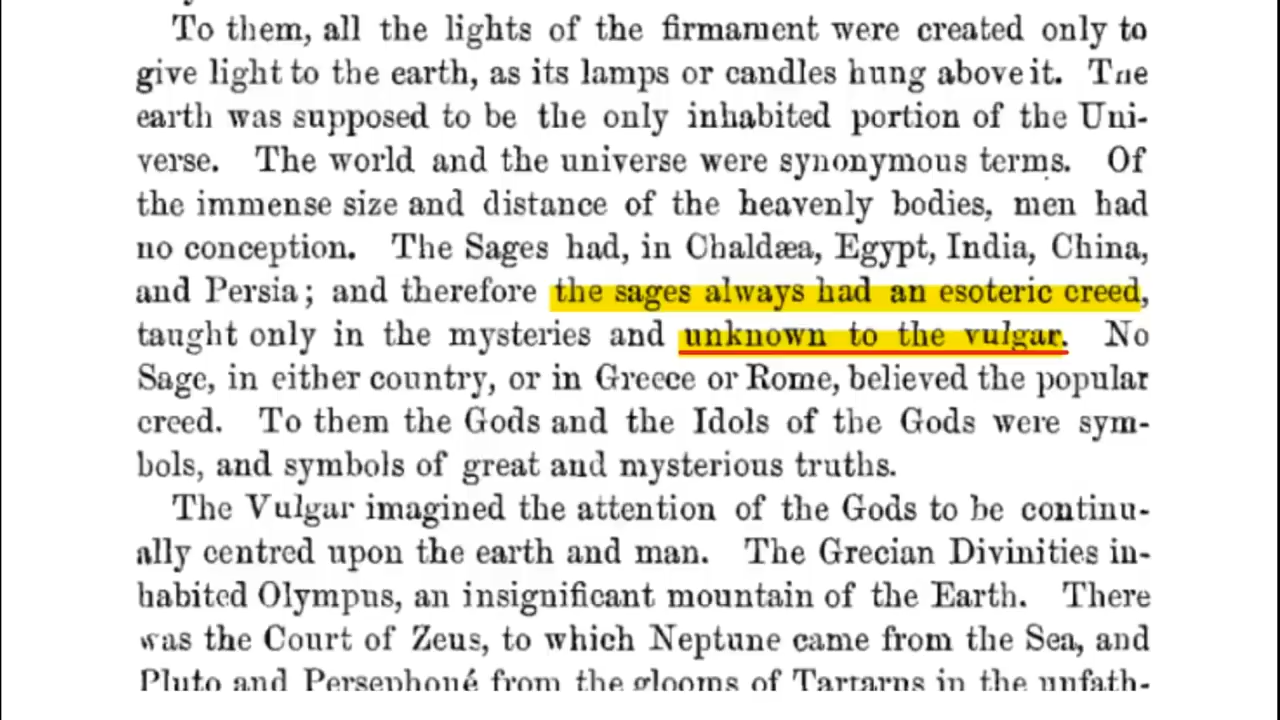 To them, all the lights of the firmament were created only to
give light to the earth, as its lamps or candles hung above it. The
earth was supposed to be the only inhabited portion of the Uni-
verse. The world and the universe were synonymous terms. Of
the immense size and distance of the heavenly bodies, men had
no conception. The Sages had, in Chaldæa, Egypt, India, China,
and Persia; and therefore the sages always had an esoteric creed,
taught only in the mysteries and unknown to the vulgar. No
Sage, in either country, or in Greece or Rome, believed the popular
creed. To them the Gods and the Idols of the Gods were sym-
bols, and symbols of great and mysterious truths.
The Vulgar imagined the attention of the Gods to be continu-
ally centred upon the earth and man. The Grecian Divinities in-
habited Olympus, an insignificant mountain of the Earth. There
was the Court of Zeus, to which Neptune came from the Sea, and
Pluto and Persephoné from the glooms of Tartarus in the unfath-